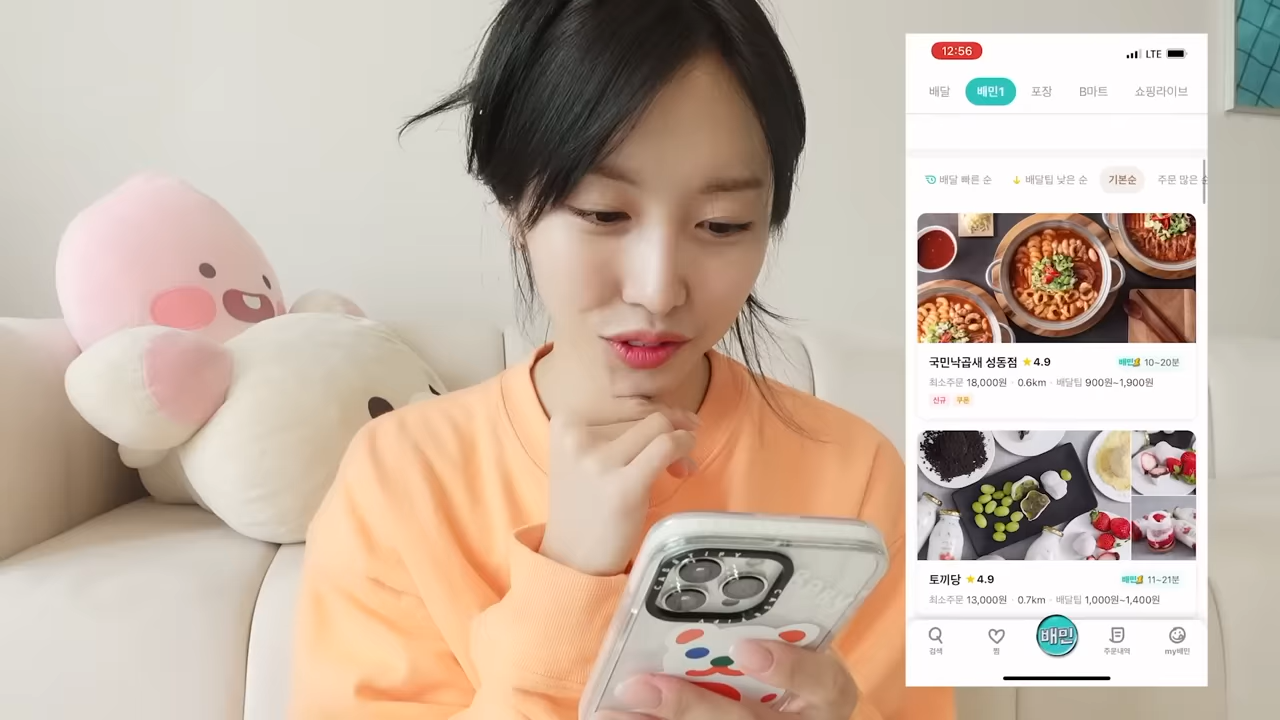 12:56
LTE
배달 배민1 포장 B마트 쇼핑라이브
배달 빠른 순 배달팁 낮은 순 기본순 주문 많은 순
국민낙곱새 성동점 ★4.9 배민1 10~20분
최소주문 18,000원 · 0.6km · 배달팁 900원~1,900원
신규 쿠폰
토끼당 ★4.9 배민1 11~21분
최소주문 13,000원 · 0.7km · 배달팁 1,000원~1,400원
배민
검색 찜 주문내역 my배민
CASETiFY